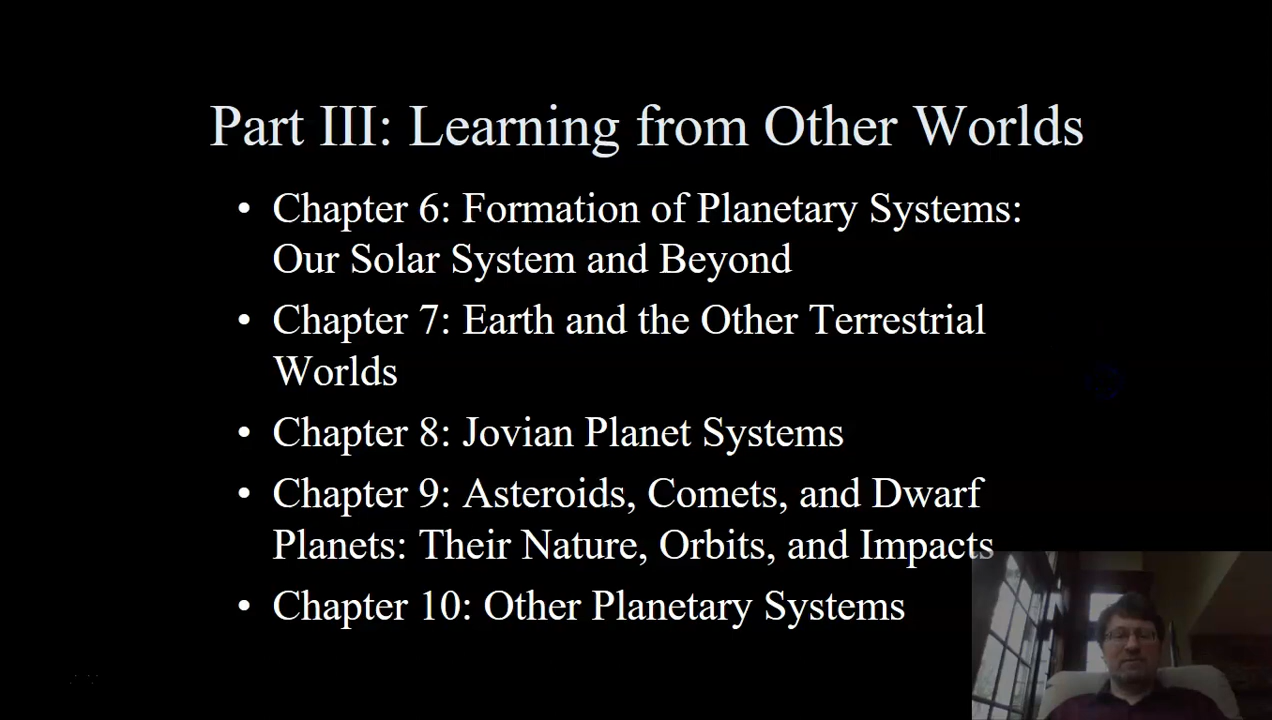 Part III: Learning from Other Worlds
• Chapter 6: Formation of Planetary Systems:
Our Solar System and Beyond
• Chapter 7: Earth and the Other Terrestrial
Worlds
• Chapter 8: Jovian Planet Systems
• Chapter 9: Asteroids, Comets, and Dwarf
Planets: Their Nature, Orbits, and Impacts
• Chapter 10: Other Planetary Systems